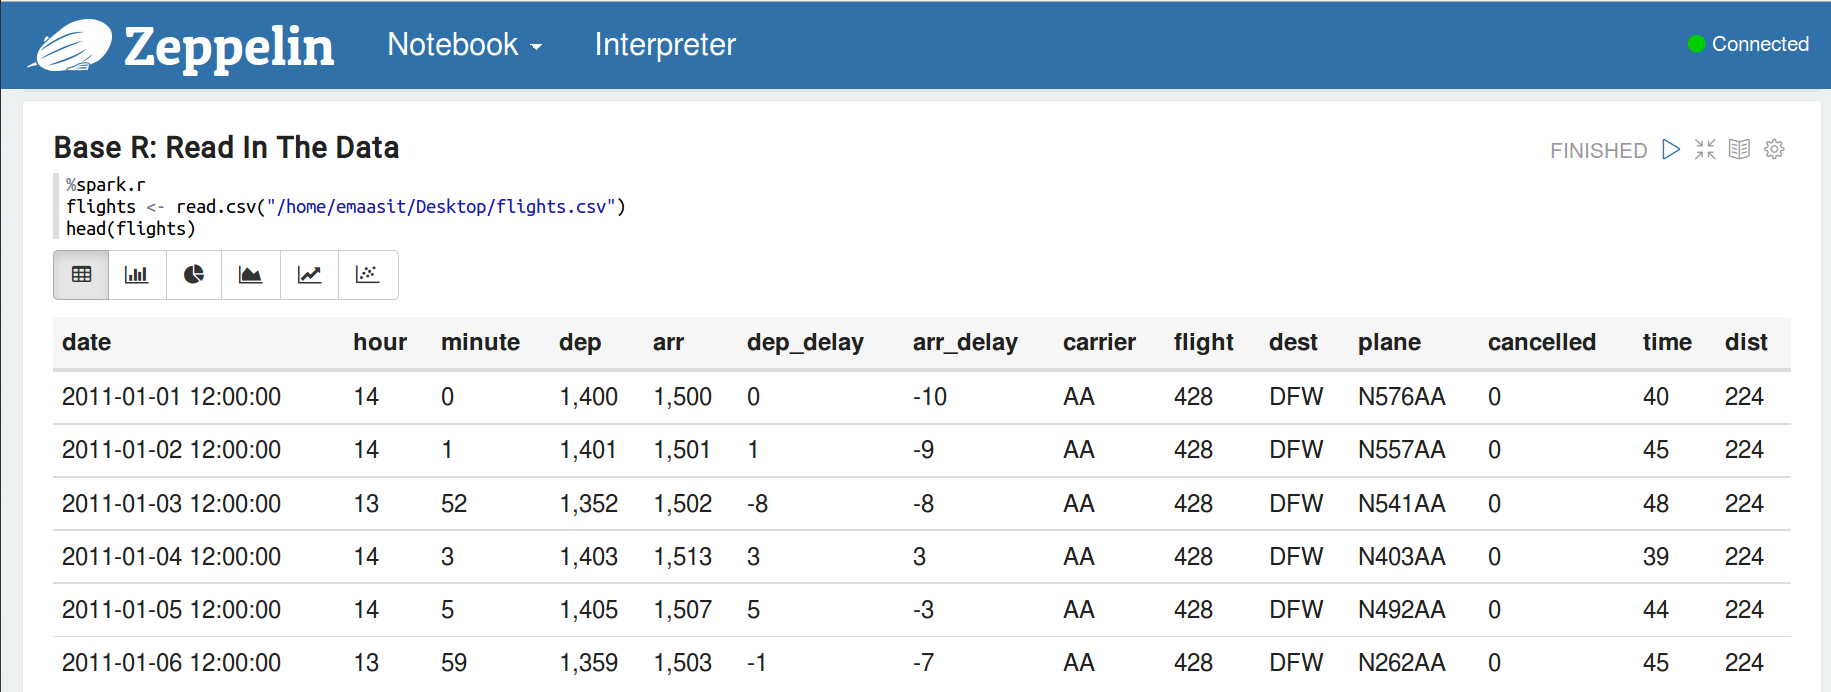 Zeppelin Notebook Interpreter Connected
Base R: Read In The Data FINISHED
%spark.r
flights <- read.csv("/home/emaasit/Desktop/flights.csv")
head(flights)
date hour minute dep arr dep_delay arr_delay carrier flight dest plane cancelled time dist
2011-01-01 12:00:00 14 0 1,400 1,500 0 -10 AA 428 DFW N576AA 0 40 224
2011-01-02 12:00:00 14 1 1,401 1,501 1 -9 AA 428 DFW N557AA 0 45 224
2011-01-03 12:00:00 13 52 1,352 1,502 -8 -8 AA 428 DFW N541AA 0 48 224
2011-01-04 12:00:00 14 3 1,403 1,513 3 3 AA 428 DFW N403AA 0 39 224
2011-01-05 12:00:00 14 5 1,405 1,507 5 -3 AA 428 DFW N492AA 0 44 224
2011-01-06 12:00:00 13 59 1,359 1,503 -1 -7 AA 428 DFW N262AA 0 45 224